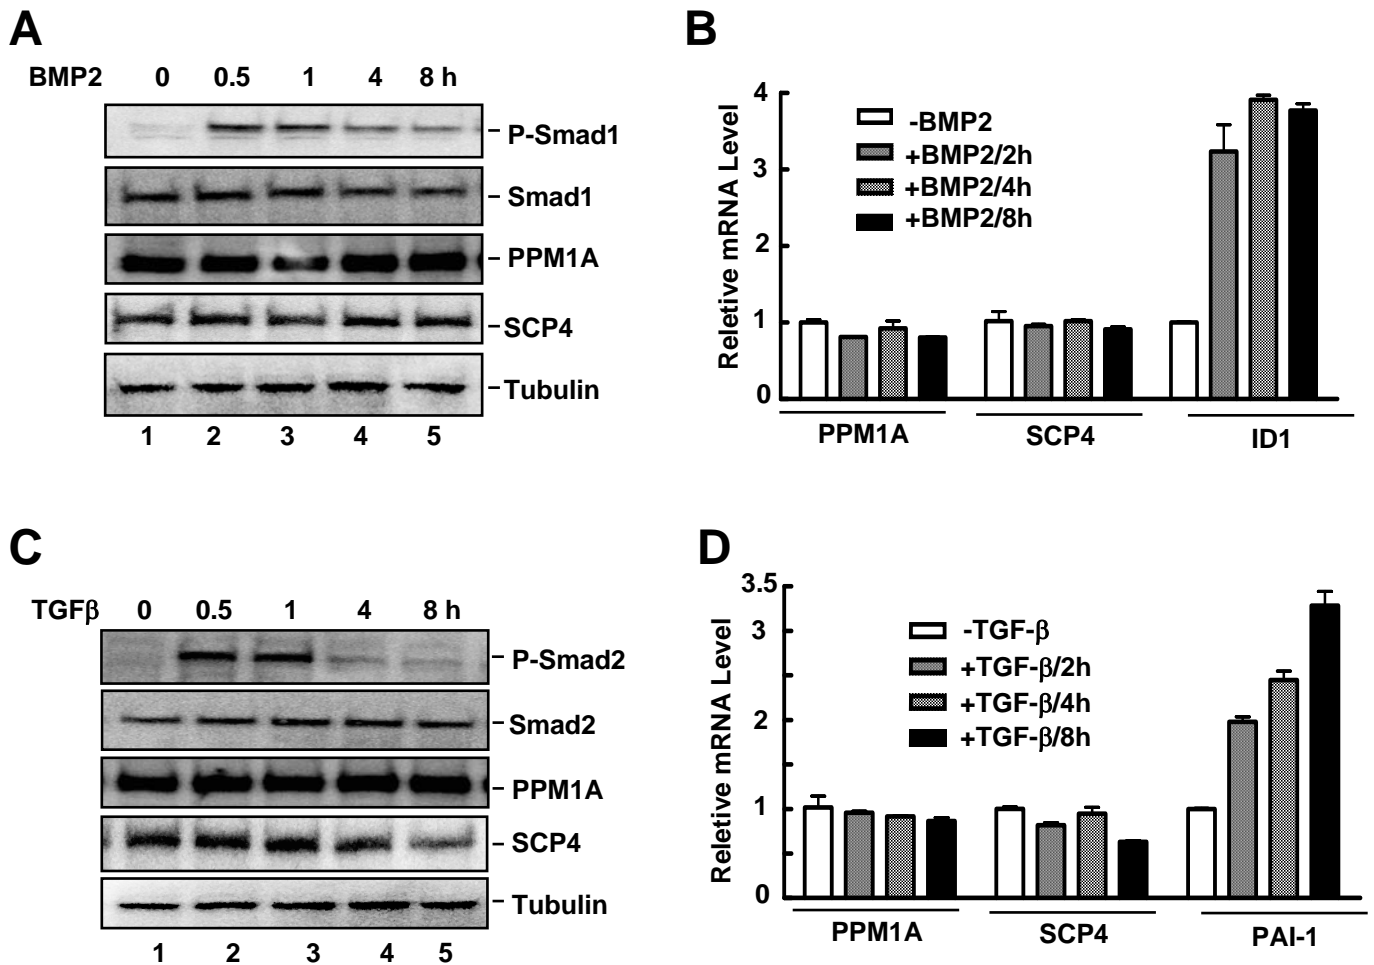 A
BMP2 0 0.5 1 4 8 h
P-Smad1
Smad1
PPM1A
SCP4
Tubulin
1 2 3 4 5
B
Reletive mRNA Level
4
3
2
1
0
-BMP2
+BMP2/2h
+BMP2/4h
+BMP2/8h
PPM1A SCP4 ID1
C
TGFβ 0 0.5 1 4 8 h
P-Smad2
Smad2
PPM1A
SCP4
Tubulin
1 2 3 4 5
D
Reletive mRNA Level
3.5
3
2
1
0
-TGF-β
+TGF-β/2h
+TGF-β/4h
+TGF-β/8h
PPM1A SCP4 PAI-1